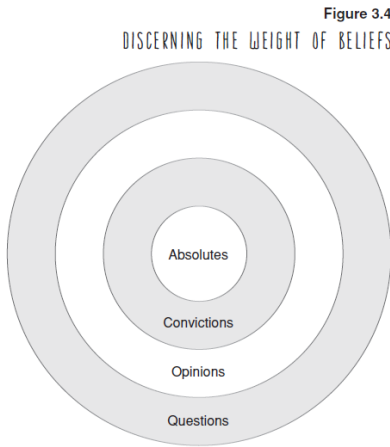 Figure 3.4
DISCERNING THE WEIGHT OF BELIEFS
Absolutes
Convictions
Opinions
Questions